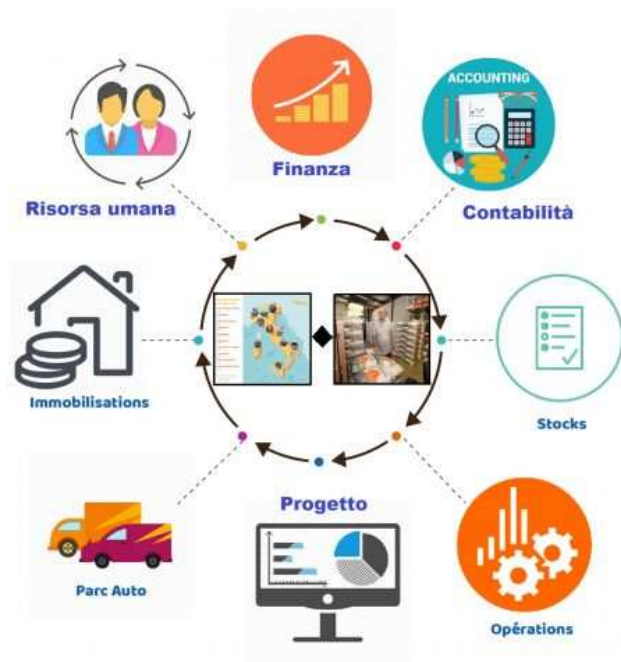 Finanza
ACCOUNTING
Contabilità
Risorsa umana
Immobilisations
Stocks
Parc Auto
Progetto
Opérations